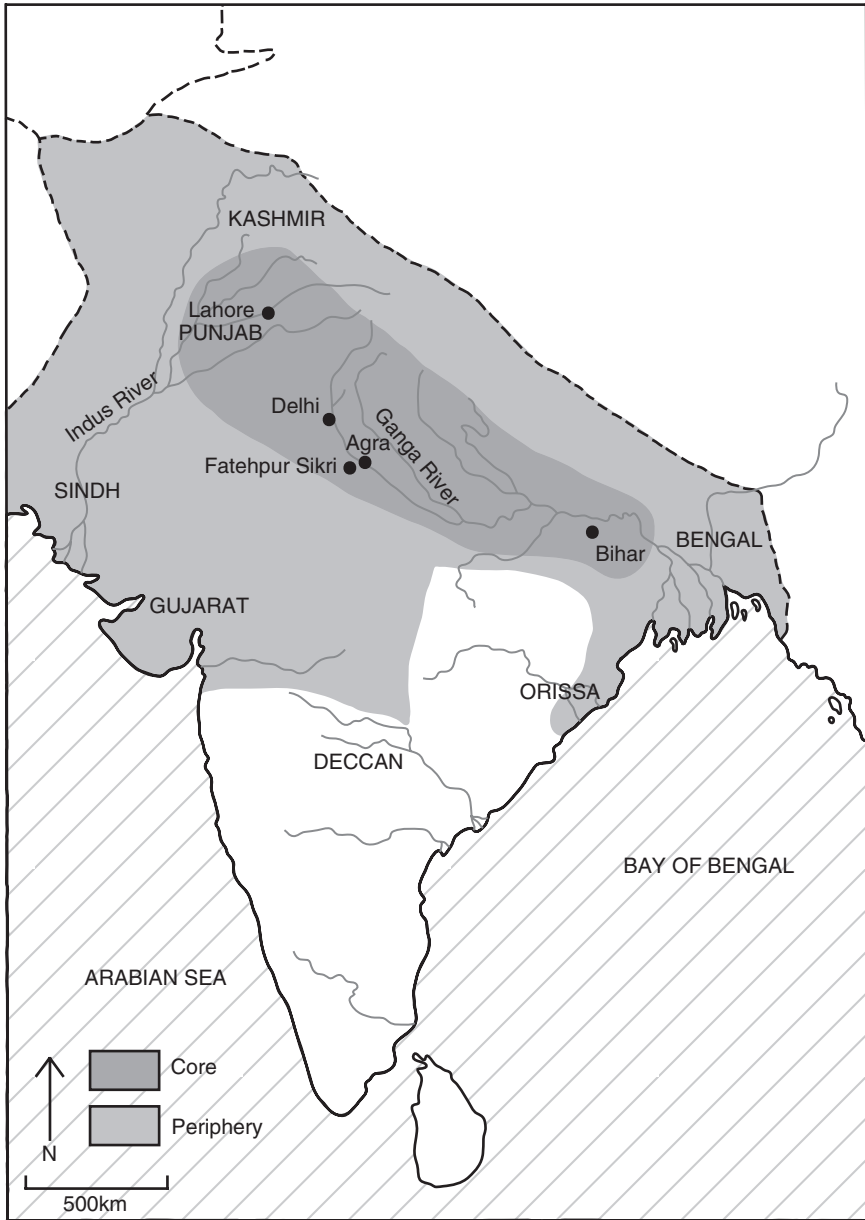 KASHMIR
Lahore
PUNJAB
Indus River
Delhi
Ganga River
Agra
Fatehpur Sikri
SINDH
BENGAL
Bihar
GUJARAT
ORISSA
DECCAN
BAY OF BENGAL
ARABIAN SEA
Core
Periphery
N
500km